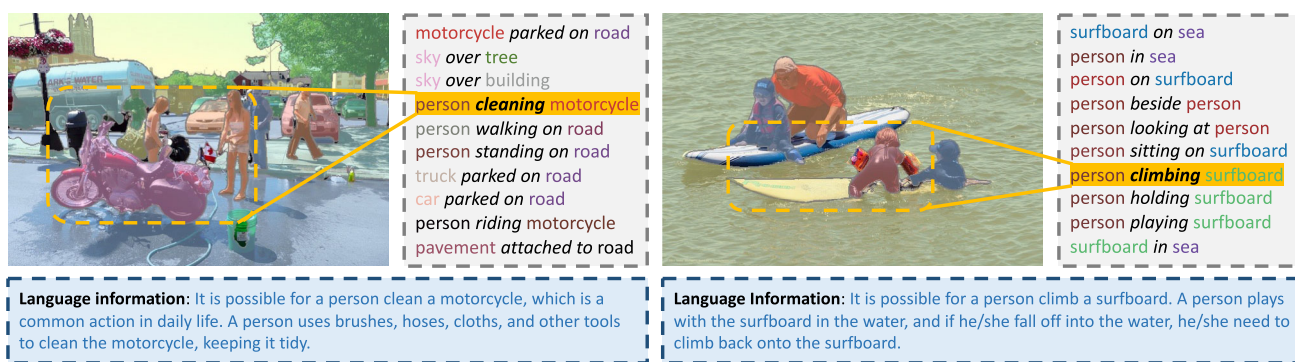 CLARK'S WATER
motorcycle parked on road
sky over tree
sky over building
person cleaning motorcycle
person walking on road
person standing on road
truck parked on road
car parked on road
person riding motorcycle
pavement attached to road
Language information: It is possible for a person clean a motorcycle, which is a
common action in daily life. A person uses brushes, hoses, cloths, and other tools
to clean the motorcycle, keeping it tidy.
surfboard on sea
person in sea
person on surfboard
person beside person
person looking at person
person sitting on surfboard
person climbing surfboard
person holding surfboard
person playing surfboard
surfboard in sea
Language Information: It is possible for a person climb a surfboard. A person plays
with the surfboard in the water, and if he/she fall off into the water, he/she need to
climb back onto the surfboard.